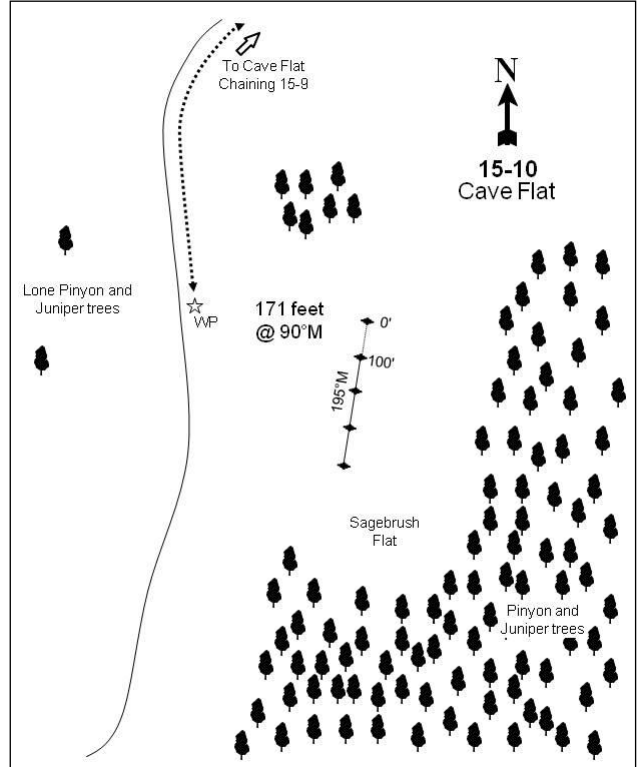 To Cave Flat
Chaining 15-9
N
15-10
Cave Flat
Lone Pinyon and
Juniper trees
WP
171 feet
@ 90°M
0'
100'
195°M
Sagebrush
Flat
Pinyon and
Juniper trees